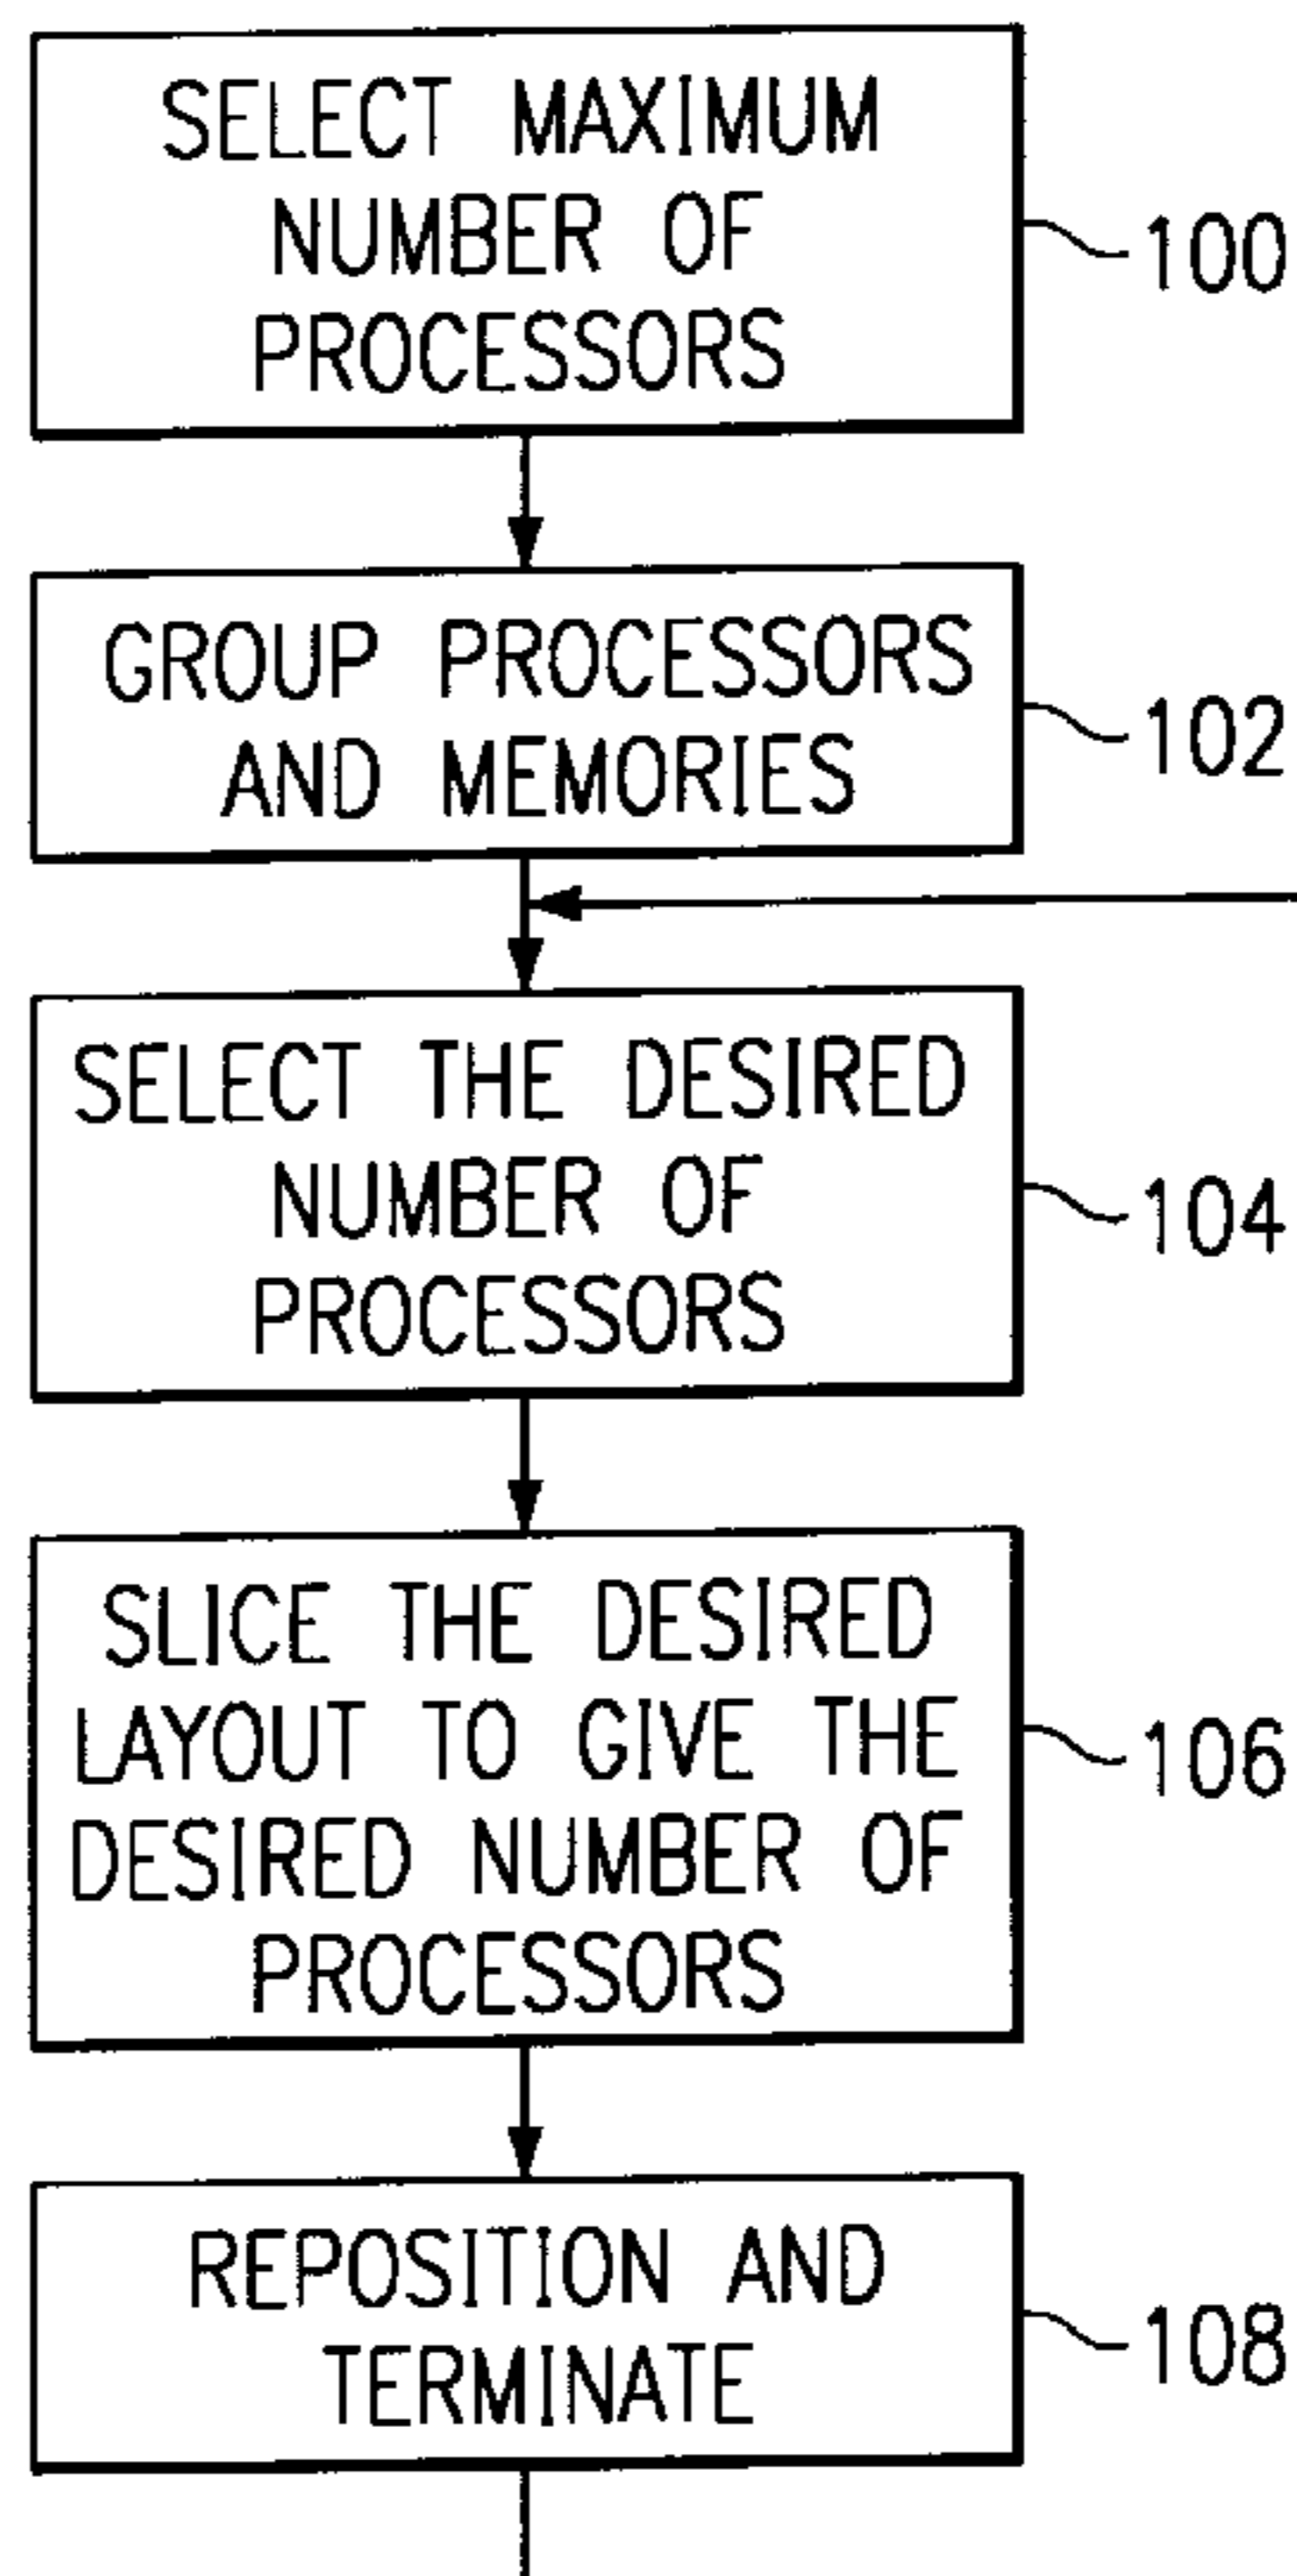 SELECT MAXIMUM
NUMBER OF
PROCESSORS
100
GROUP PROCESSORS
AND MEMORIES
102
SELECT THE DESIRED
NUMBER OF
PROCESSORS
104
SLICE THE DESIRED
LAYOUT TO GIVE THE
DESIRED NUMBER OF
PROCESSORS
106
REPOSITION AND
TERMINATE
108